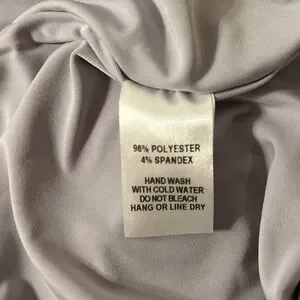 96% POLYESTER
4% SPANDEX
HAND WASH
WITH COLD WATER
DO NOT BLEACH
HANG OR LINE DRY